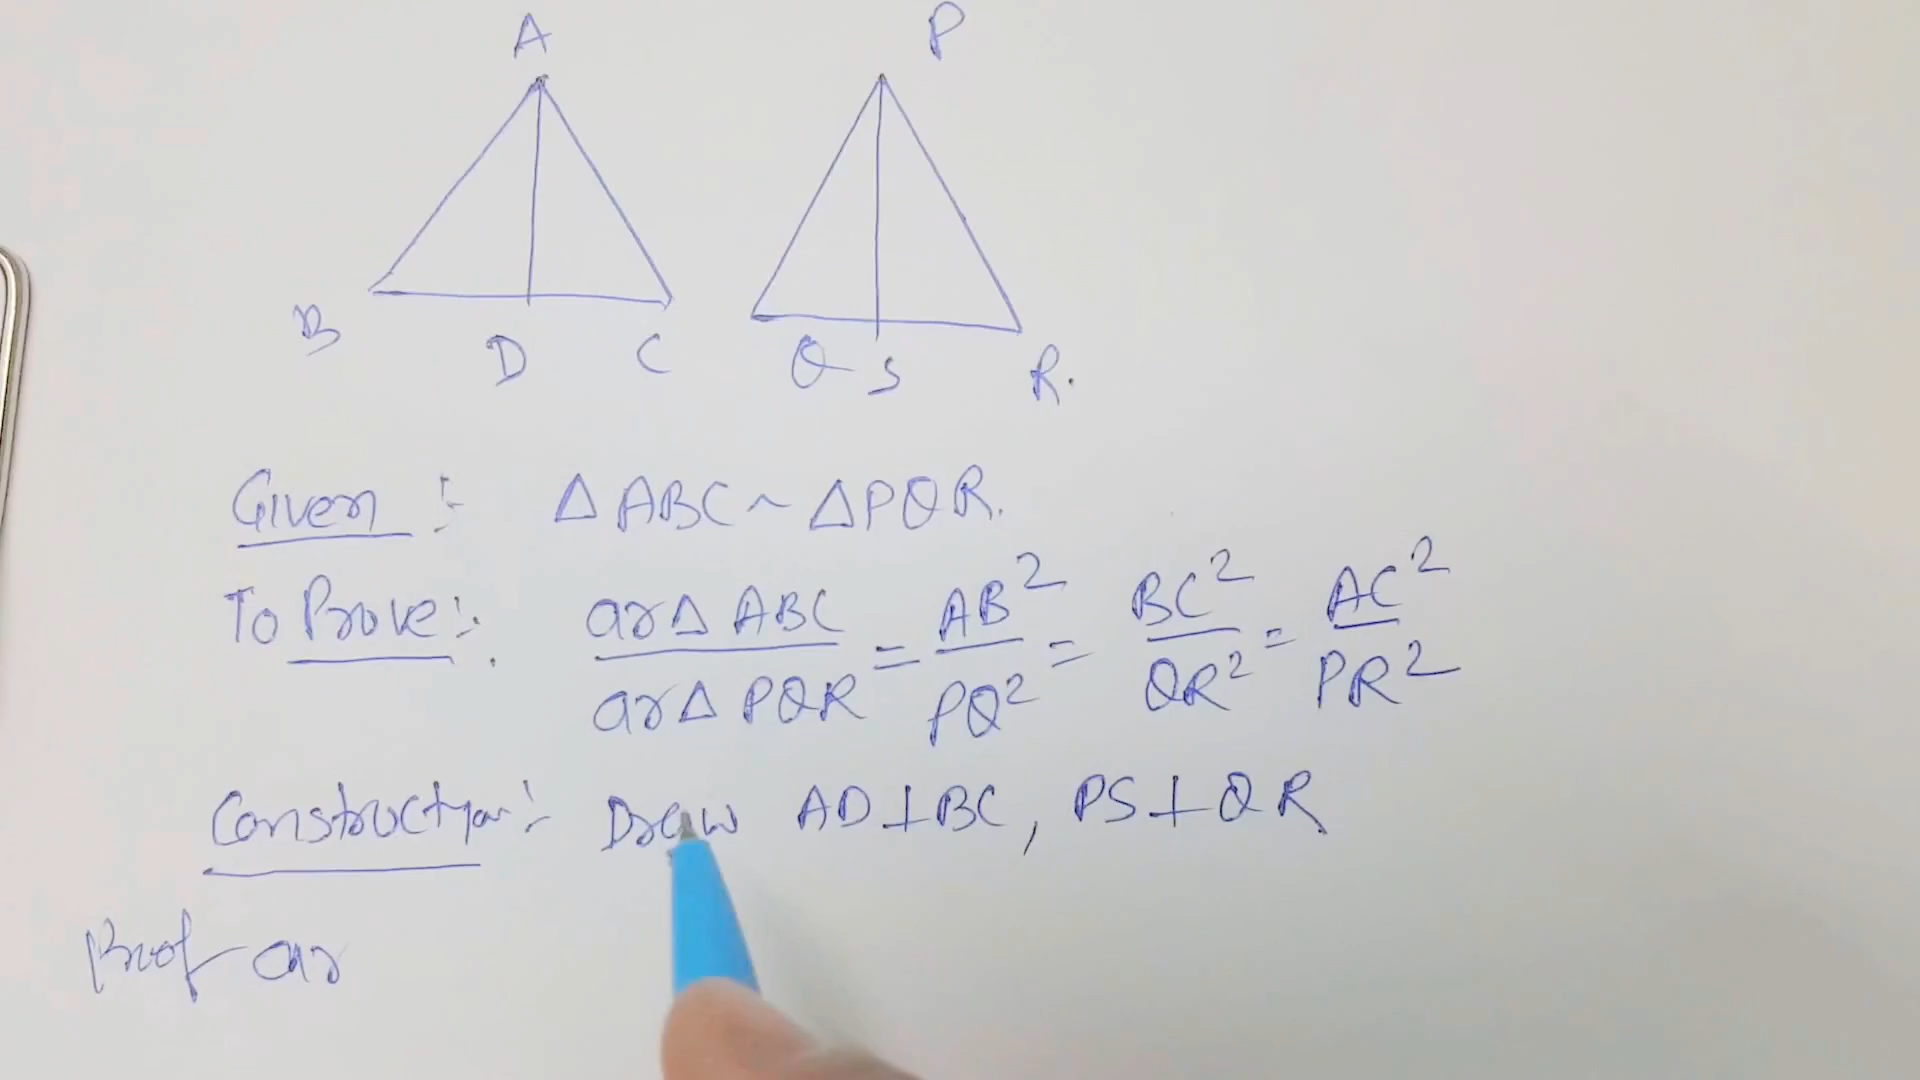 A P
B D C Q S R.
Given :- △ABC ~ △PQR.
To Prove :- ar△ ABC / ar△ PQR = AB² / PQ² = BC² / QR² = AC² / PR²
Construction :- Draw AD⊥BC, PS⊥QR
Proof ar